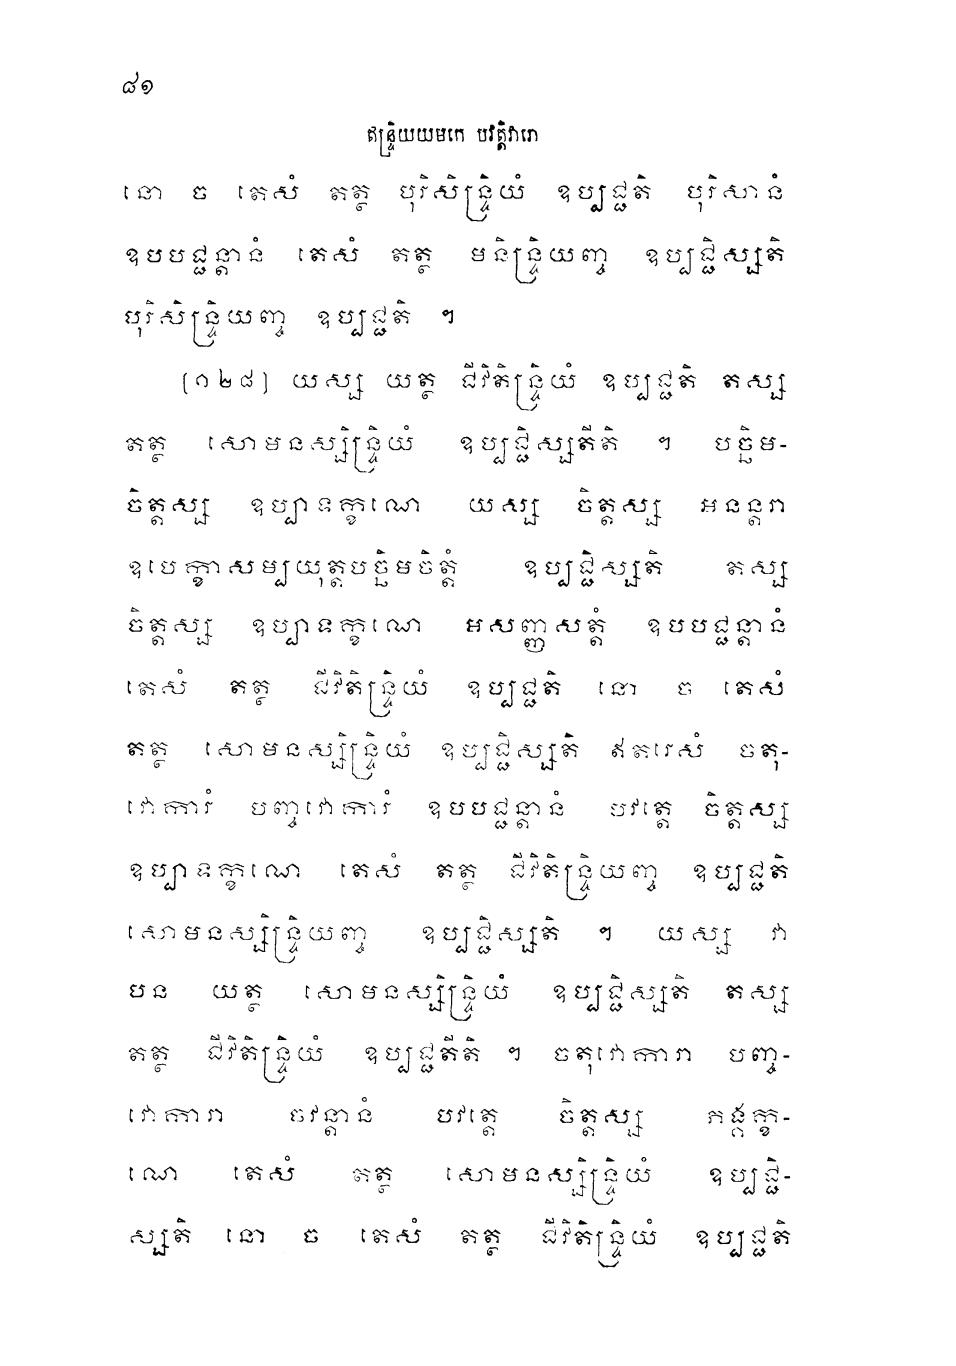 ៨១
ឥន្ទ្រិយយមកេ បវត្តិវារោ
នោ ច តេសំ តត្ថ បុរិសិន្ទ្រិយំ ឧប្បជ្ជតិ បុរិសានំ
ឧបបជ្ជន្តានំ តេសំ តត្ថ មនិន្ទ្រិយញ្ច ឧប្បជ្ជិស្សតិ
បុរិសិន្ទ្រិយញ្ច ឧប្បជ្ជតិ ។
(១២៨) យស្ស យត្ថ ជីវិតិន្ទ្រិយំ ឧប្បជ្ជតិ តស្ស
តត្ថ សោមនស្សិន្ទ្រិយំ ឧប្បជ្ជិស្សតីតិ ។ បច្ឆិម-
ចិត្តស្ស ឧប្បាទក្ខណេ យស្ស ចិត្តស្ស អនន្តរា
ឧបេក្ខាសម្បយុត្តបច្ឆិមចិត្តំ ឧប្បជ្ជិស្សតិ តស្ស
ចិត្តស្ស ឧប្បាទក្ខណេ អសញ្ញសត្តំ ឧបបជ្ជន្តានំ
តេសំ តត្ថ ជីវិតិន្ទ្រិយំ ឧប្បជ្ជតិ នោ ច តេសំ
តត្ថ សោមនស្សិន្ទ្រិយំ ឧប្បជ្ជិស្សតិ ឥតរេសំ ចតុ-
វោការំ បញ្ចវោការំ ឧបបជ្ជន្តានំ បវត្តេ ចិត្តស្ស
ឧប្បាទក្ខណេ តេសំ តត្ថ ជីវិតិន្ទ្រិយញ្ច ឧប្បជ្ជតិ
សោមនស្សិន្ទ្រិយញ្ច ឧប្បជ្ជិស្សតិ ។ យស្ស វា
បន យត្ថ សោមនស្សិន្ទ្រិយំ ឧប្បជ្ជិស្សតិ តស្ស
តត្ថ ជីវិតិន្ទ្រិយំ ឧប្បជ្ជតីតិ ។ ចតុវោការា បញ្ច-
វោការា ចវន្តានំ បវត្តេ ចិត្តស្ស ភង្គក្ខ-
ណេ តេសំ តត្ថ សោមនស្សិន្ទ្រិយំ ឧប្បជ្ជិ-
ស្សតិ នោ ច តេសំ តត្ថ ជីវិតិន្ទ្រិយំ ឧប្បជ្ជតិ